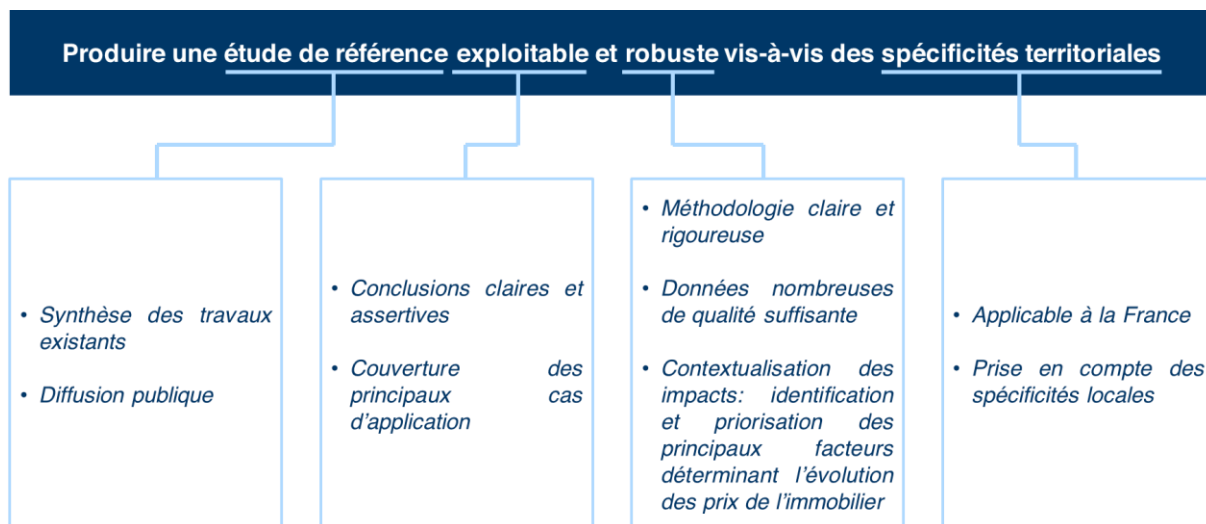 Produire une étude de référence exploitable et robuste vis-à-vis des spécificités territoriales
• Synthèse des travaux
existants
• Diffusion publique
• Conclusions claires et
assertives
• Couverture des
principaux cas
d’application
• Méthodologie claire et
rigoureuse
• Données nombreuses
de qualité suffisante
• Contextualisation des
impacts: identification
et priorisation des
principaux facteurs
déterminant l’évolution
des prix de l’immobilier
• Applicable à la France
• Prise en compte des
spécificités locales